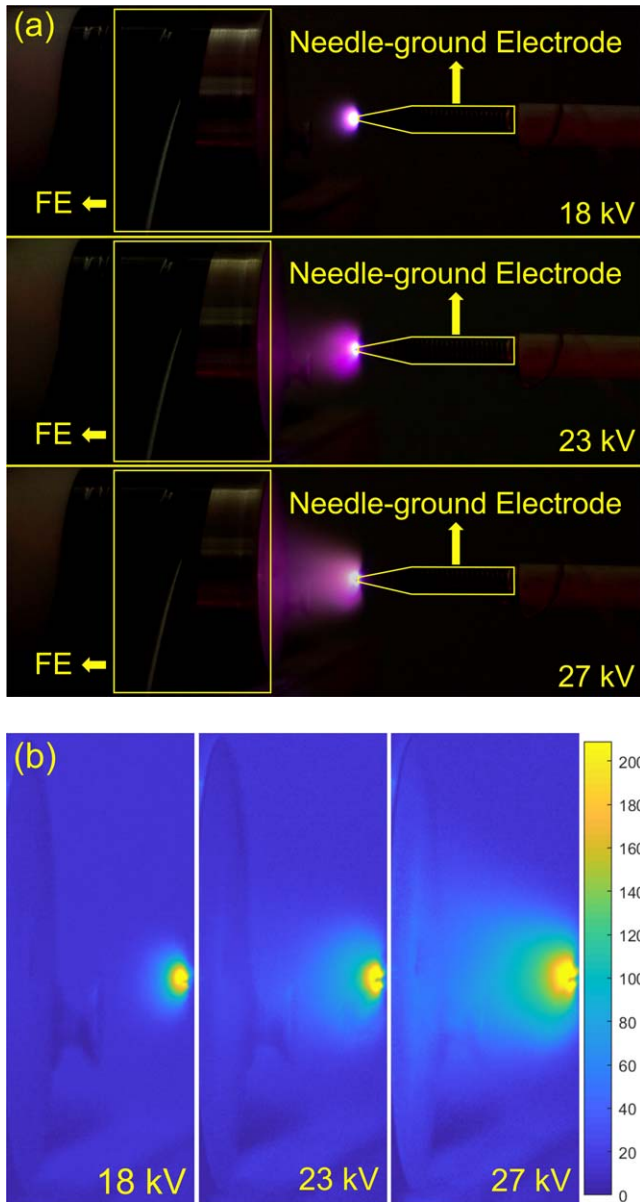 (a)
Needle-ground Electrode
FE
18 kV
Needle-ground Electrode
FE
23 kV
Needle-ground Electrode
FE
27 kV
(b)
18 kV
23 kV
27 kV
200
180
160
140
120
100
80
60
40
20
0